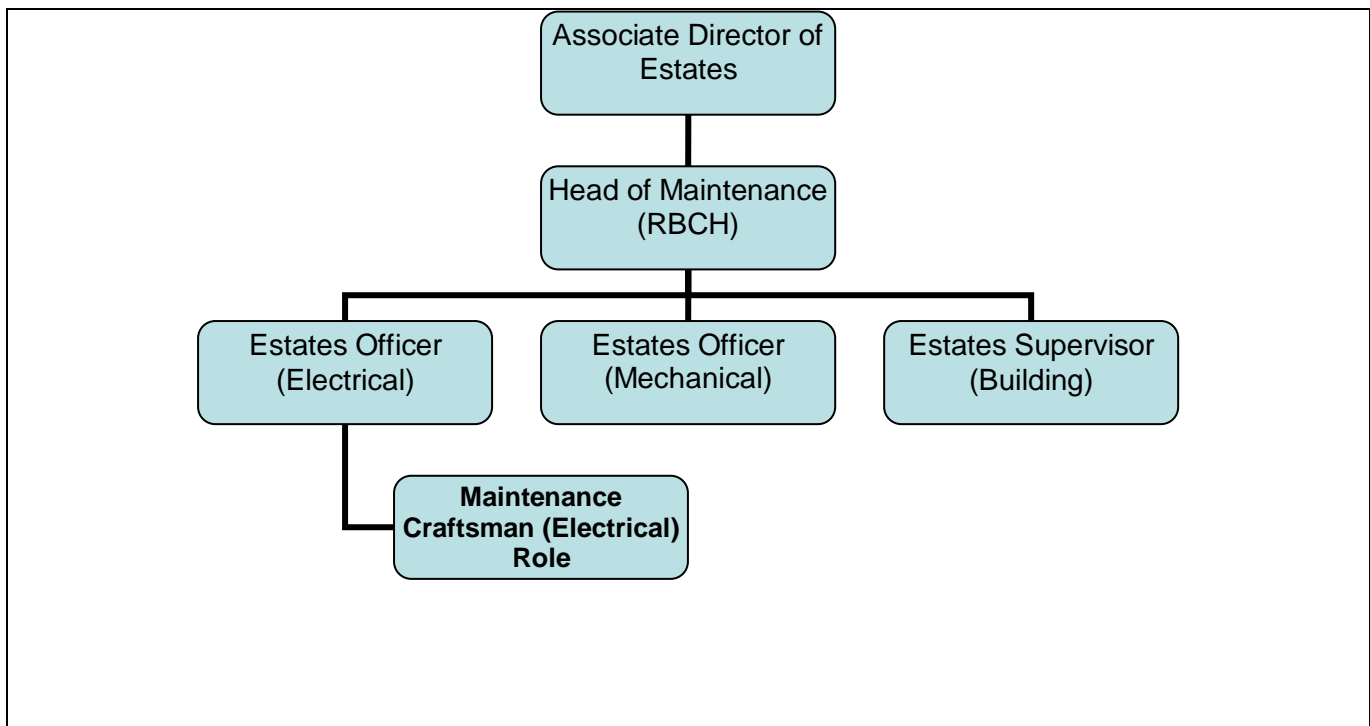 Associate Director of
Estates
Head of Maintenance
(RBCH)
Estates Officer
(Electrical)
Estates Officer
(Mechanical)
Estates Supervisor
(Building)
Maintenance
Craftsman (Electrical)
Role